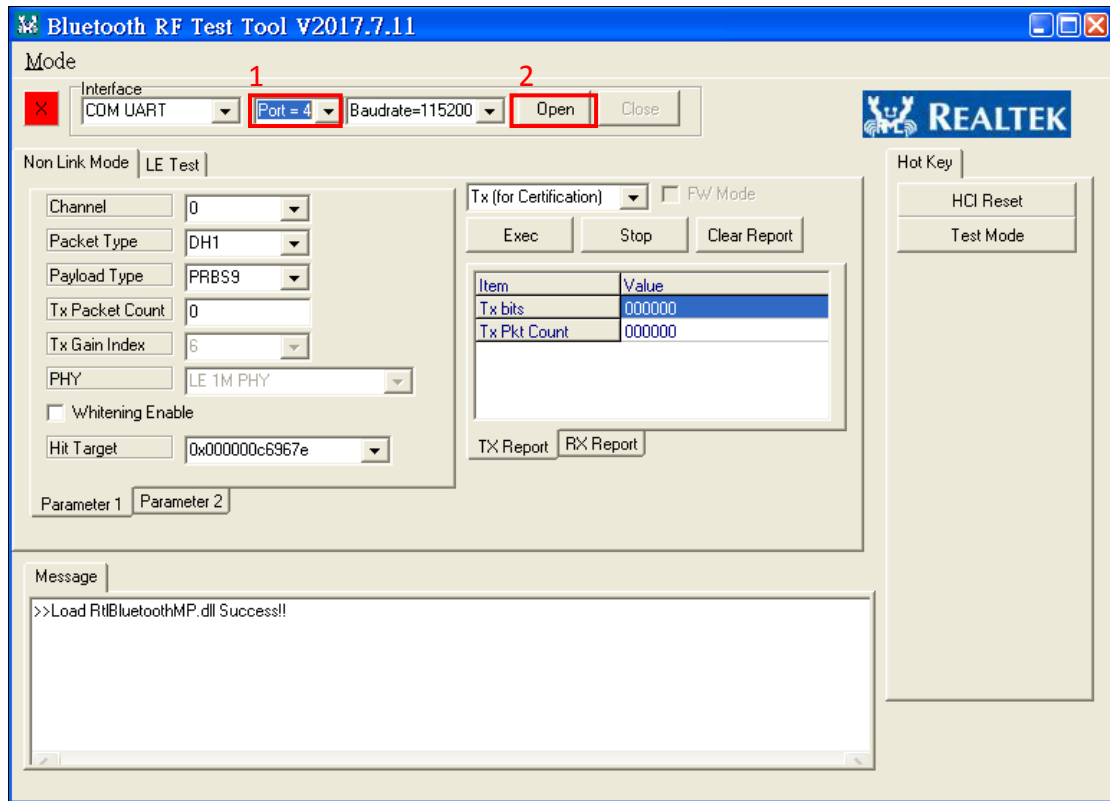 Bluetooth RF Test Tool V2017.7.11
Mode
1
2
Interface
X
COM UART
Port = 4
Baudrate=115200
Open
Close
REALTEK
Non Link Mode
LE Test
Hot Key
Channel
0
Packet Type
DH1
Payload Type
PRBS9
Tx Packet Count
0
Tx Gain Index
6
PHY
LE 1M PHY
Whitening Enable
Hit Target
0x000000c6967e
Parameter 1
Parameter 2
Tx (for Certification)
FW Mode
Exec
Stop
Clear Report
Item Value
Tx bits 000000
Tx Pkt Count 000000
TX Report
RX Report
HCI Reset
Test Mode
Message
>>Load RtlBluetoothMP.dll Success!!